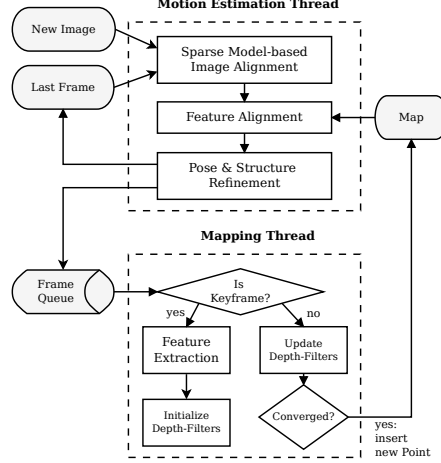 Motion Estimation Thread
New Image
Sparse Model-based
Image Alignment
Last Frame
Feature Alignment
Map
Pose & Structure
Refinement
Mapping Thread
Frame
Queue
Is
Keyframe?
yes
no
Feature
Extraction
Update
Depth-Filters
Initialize
Depth-Filters
Converged?
yes:
insert
new Point